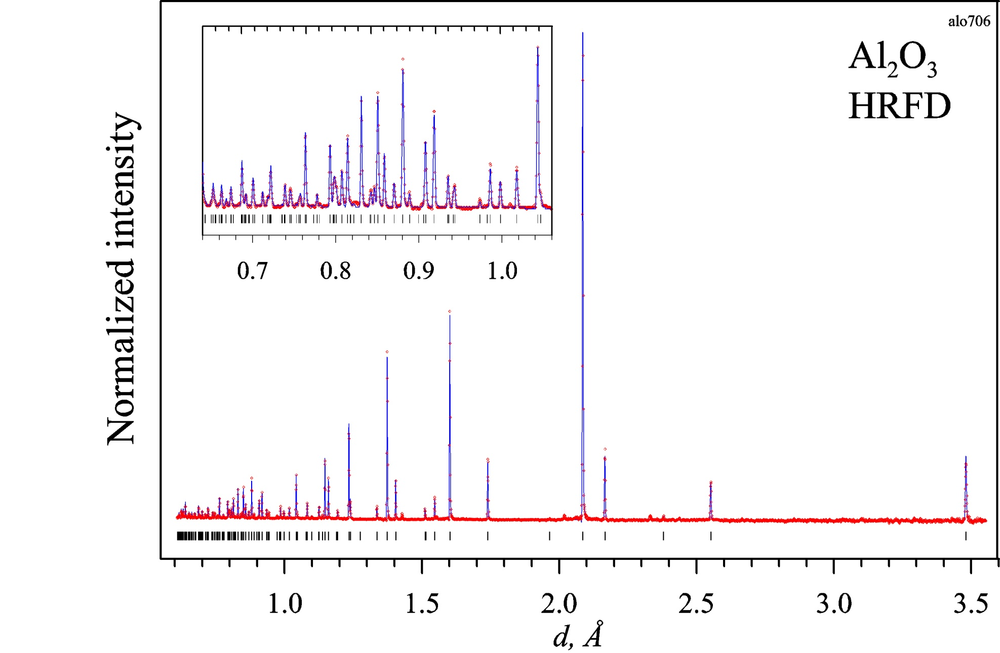 alo706
Al₂O₃
HRFD
Normalized intensity
0.7 0.8 0.9 1.0
1.0 1.5 2.0 2.5 3.0 3.5
d, Å